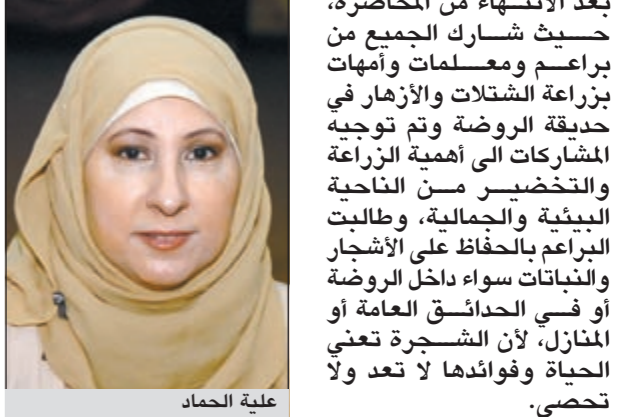 بعد الانتهاء من المحاضرة،
حيث شارك الجميع من
براعم ومعلمات وأمهات
بزراعة الشتلات والأزهار في
حديقة الروضة وتم توجيه
المشاركات الى أهمية الزراعة
والتخضير من الناحية
البيئية والجمالية، وطالبت
البراعم بالحفاظ على الأشجار
والنباتات سواء داخل الروضة
أو في الحدائق العامة أو
المنازل، لأن الشجرة تعني
الحياة وفوائدها لا تعد ولا
تحصى.
علية الحماد